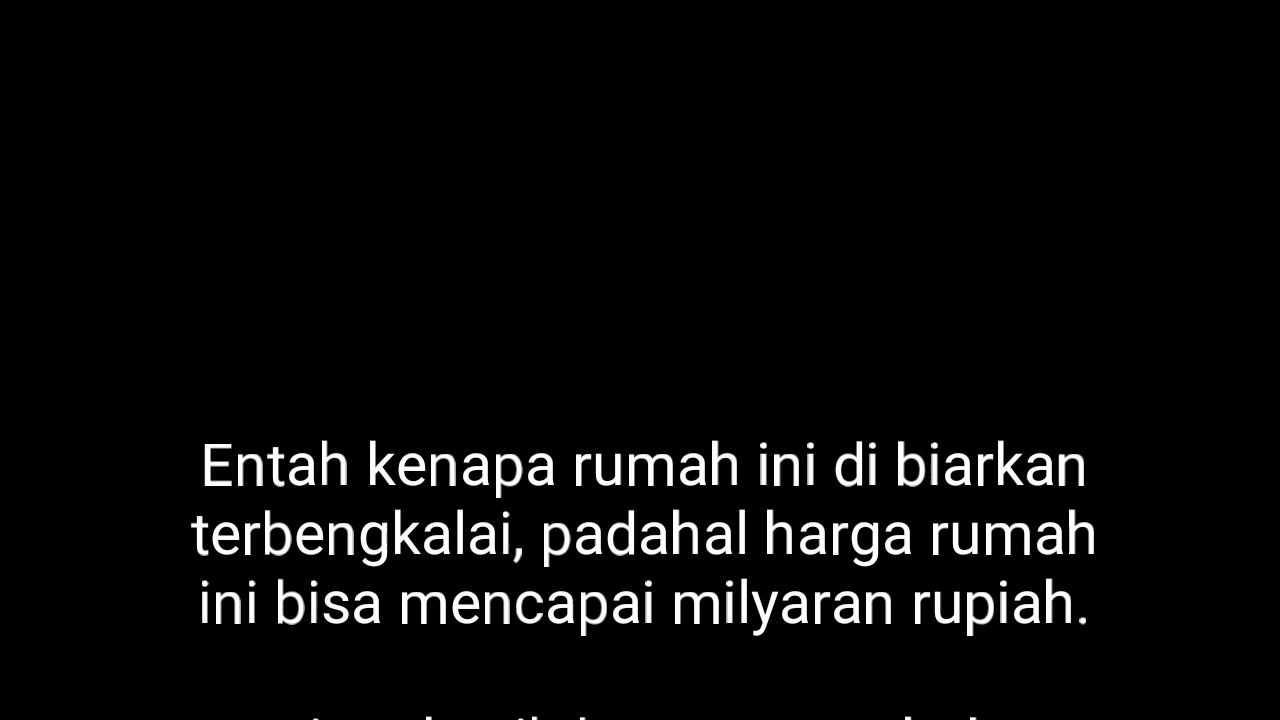 Entah kenapa rumah ini di biarkan
terbengkalai, padahal harga rumah
ini bisa mencapai milyaran rupiah.